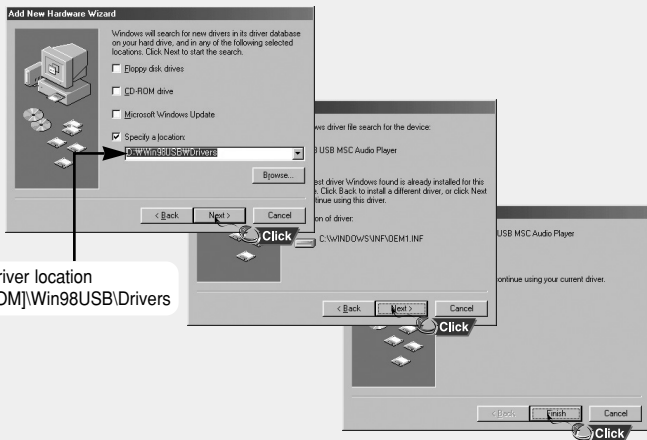 Add New Hardware Wizard
Windows will search for new drivers in its driver database
on your hard drive, and in any of the following selected
locations. Click Next to start the search.
Floppy disk drives
CD-ROM drive
Microsoft Windows Update
Specify a location:
D:₩Win98USB₩Drivers
Browse...
< Back
Next >
Cancel
Click
river location
OM]\Win98USB\Drivers
ws driver file search for the device:
USB MSC Audio Player
est driver Windows found is already installed for this
. Click Back to install a different driver, or click Next
tinue using this driver.
on of driver:
C:\WINDOWS\INF\OEM1.INF
< Back
Next >
Cancel
Click
USB MSC Audio Player
ontinue using your current driver.
< Back
Finish
Cancel
Click